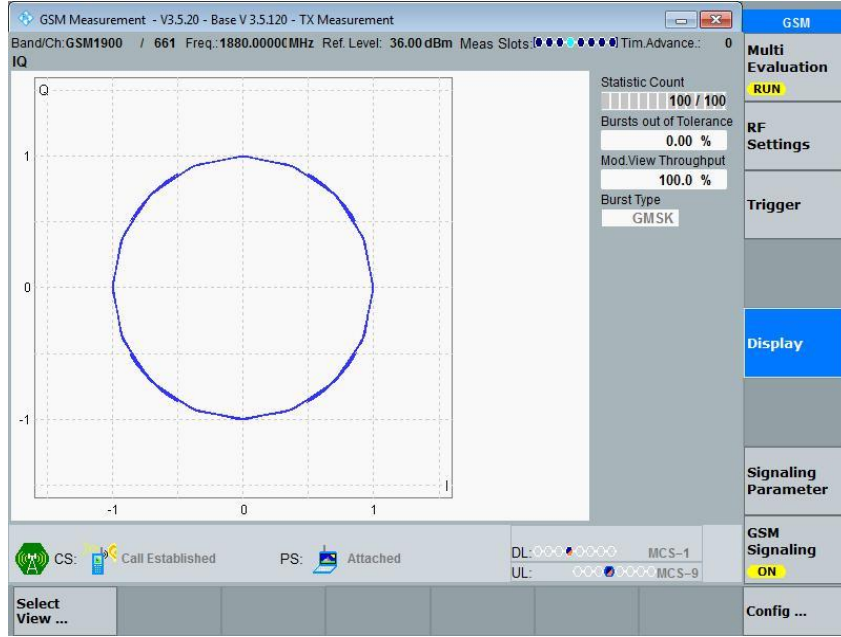 GSM Measurement - V3.5.20 - Base V 3.5.120 - TX Measurement
GSM
Band/Ch: GSM1900 / 661 Freq.: 1880.00000 MHz Ref. Level: 36.00 dBm Meas Slots: Tim.Advance.: 0
IQ
Multi
Evaluation
RUN
Q
Statistic Count
100 / 100
Bursts out of Tolerance
0.00 %
Mod.View Throughput
100.0 %
Burst Type
GMSK
RF
Settings
Trigger
1
0
-1
I
-1 0 1
Display
Signaling
Parameter
GSM
Signaling
ON
CS: Call Established PS: Attached DL: MCS-1
UL: MCS-9
Select
View ...
Config ...